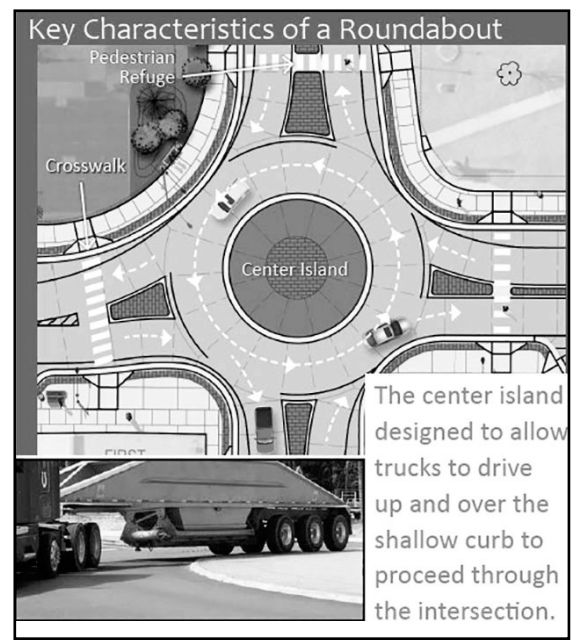 Key Characteristics of a Roundabout
Pedestrian
Refuge
Crosswalk
Center Island
FIRST
The center island
designed to allow
trucks to drive
up and over the
shallow curb to
proceed through
the intersection.